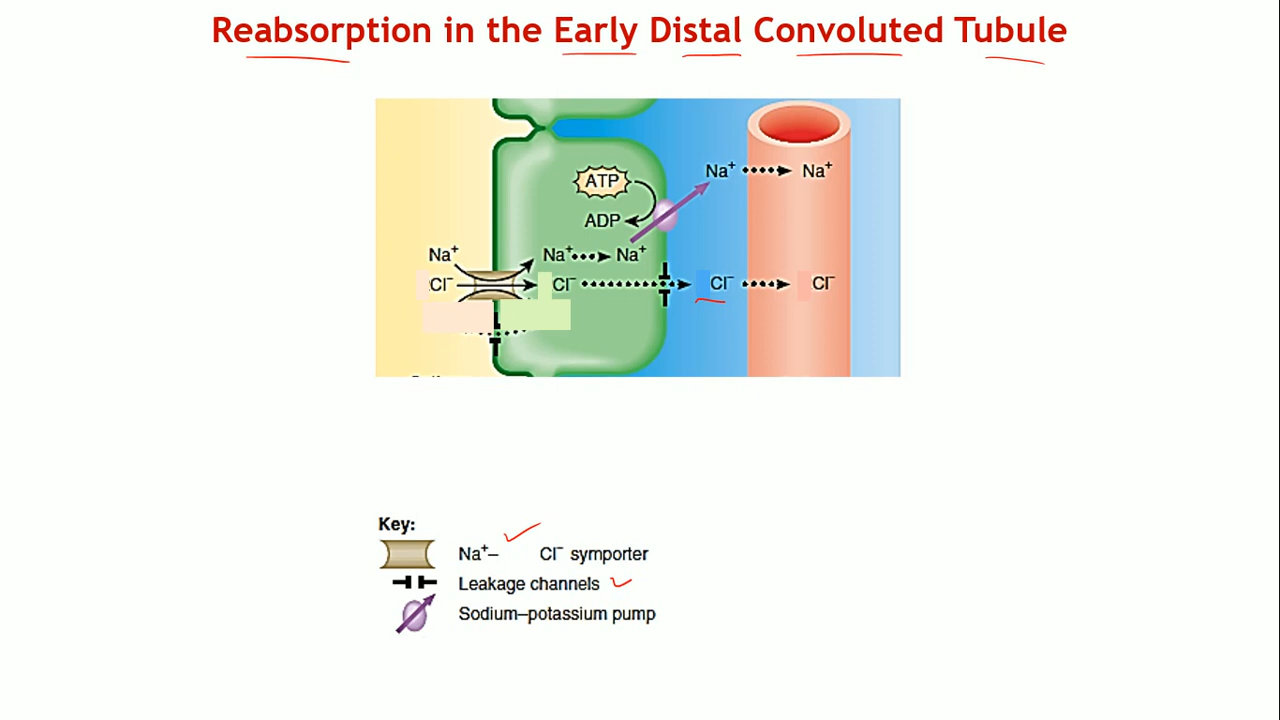 Reabsorption in the Early Distal Convoluted Tubule
ATP
Na⁺ Na⁺
ADP
Na⁺ Na⁺ Na⁺
Cl⁻ Cl⁻ Cl⁻ Cl⁻
Key:
Na⁺– Cl⁻ symporter
Leakage channels
Sodium–potassium pump